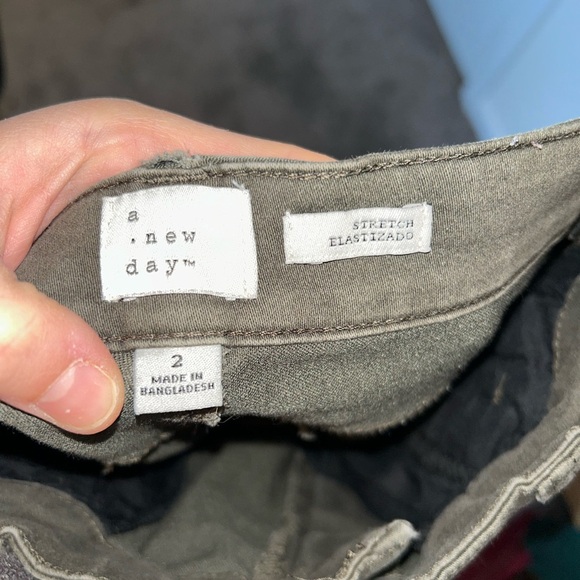 a
.new
day™
STRETCH
ELASTIZADO
2
MADE IN
BANGLADESH